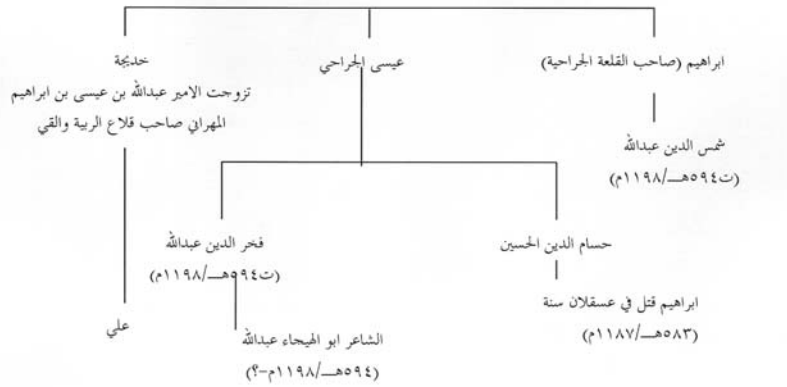 ابراهيم (صاحب القلعة الجراحية)
عيسى الجراحي
خديجة
تزوجت الامير عبدالله بن عيسى بن ابراهيم
المهراني صاحب قلاع الربية والقي
شمس الدين عبدالله
(ت٥٩٤هـ/١١٩٨م)
حسام الدين الحسين
فخر الدين عبدالله
(ت٥٩٤هـ/١١٩٨م)
ابراهيم قتل في عسقلان سنة
(٥٨٣هـ/١١٨٧م)
الشاعر ابو الهيجاء عبدالله
(٥٩٤هـ/١١٩٨م-؟)
علي